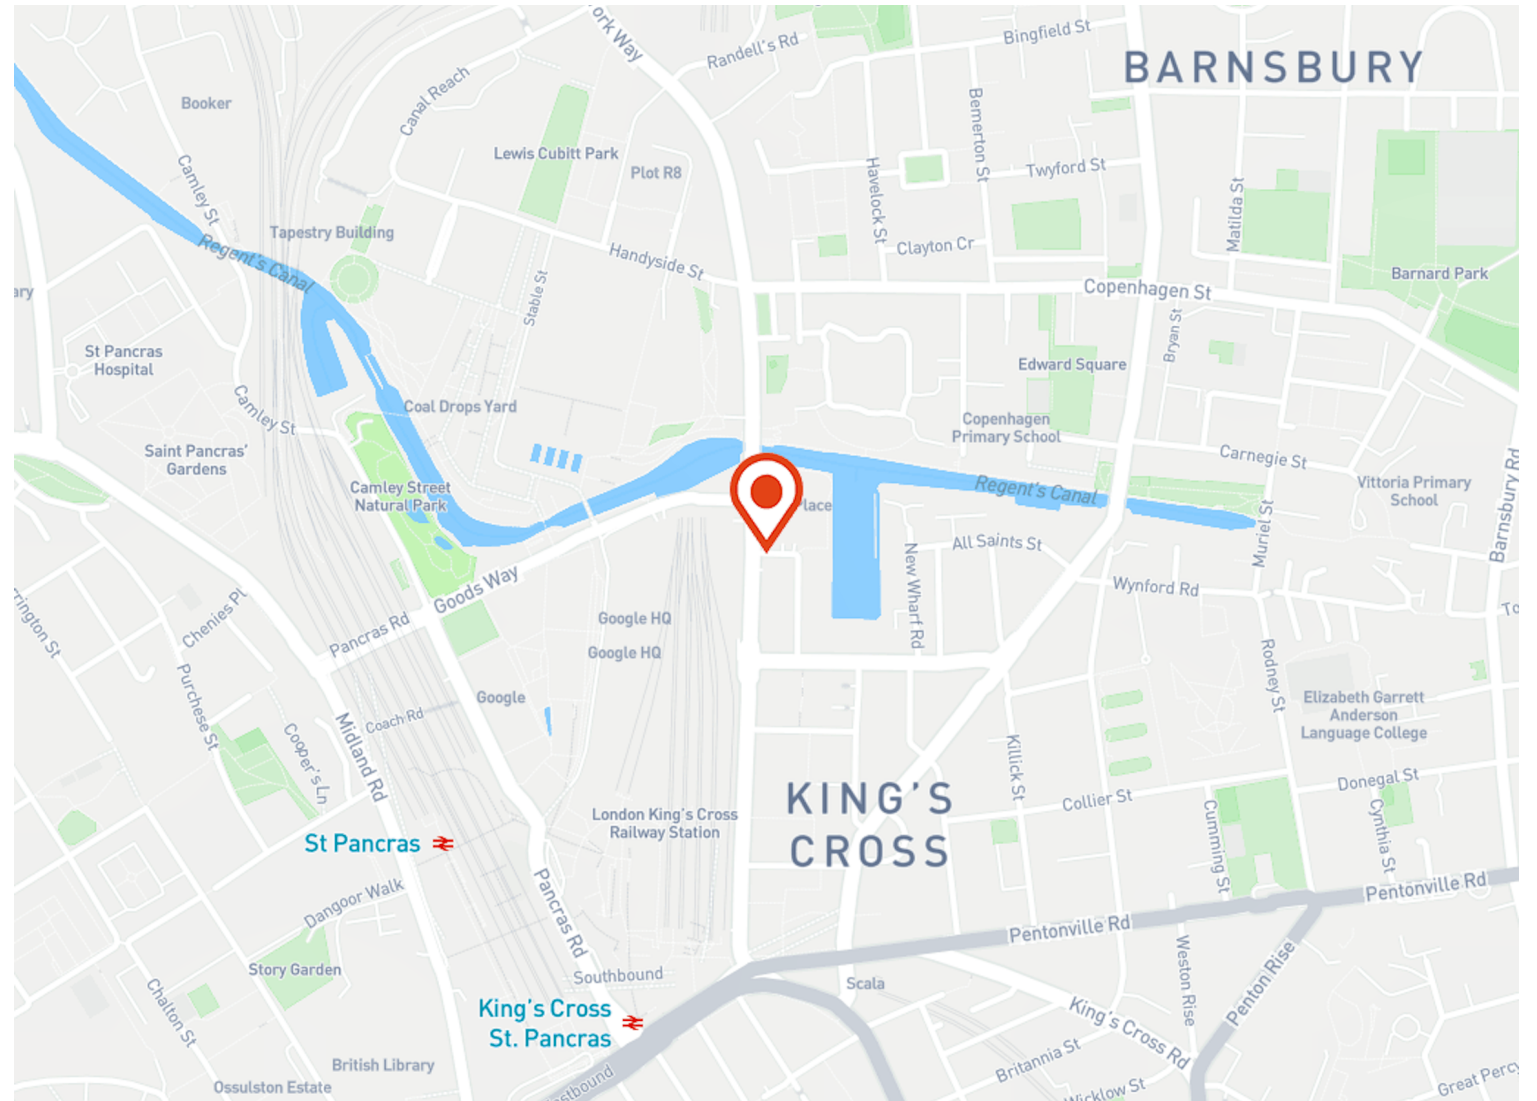 ork Way
Randell's Rd
Bingfield St
BARNSBURY
Canal Reach
Booker
Bemerton St
Lewis Cubitt Park
Plot R8
Camley St
Havelock St
Twyford St
Matilda St
Tapestry Building
Regent's Canal
Handyside St
Clayton Cr
Stable St
Barnard Park
ary
Copenhagen St
Bryan St
St Pancras
Hospital
Edward Square
Camley St
Coal Drops Yard
Copenhagen
Primary School
Saint Pancras'
Gardens
Carnegie St
Camley Street
Natural Park
Regent's Canal
Vittoria Primary
School
Barnsbury Rd
Place
Muriel St
All Saints St
New Wharf Rd
Goods Way
Wynford Rd
rington St
Chenies Pl
Pancras Rd
Google HQ
Google HQ
To
Purchese St
Rodney St
Google
Coach Rd
Midland Rd
Cooper's Ln
Elizabeth Garrett
Anderson
Language College
Killick St
Donegal St
KING'S
CROSS
Collier St
Cumming St
Cynthia St
London King's Cross
Railway Station
St Pancras
Dangoor Walk
Pancras Rd
Pentonville Rd
Pentonville Rd
Story Garden
Southbound
Scala
Weston Rise
Penton Rise
Chalton St
King's Cross
St. Pancras
King's Cross Rd
British Library
Britannia St
Ossulston Estate
stbound
Wicklow St
Great Percy